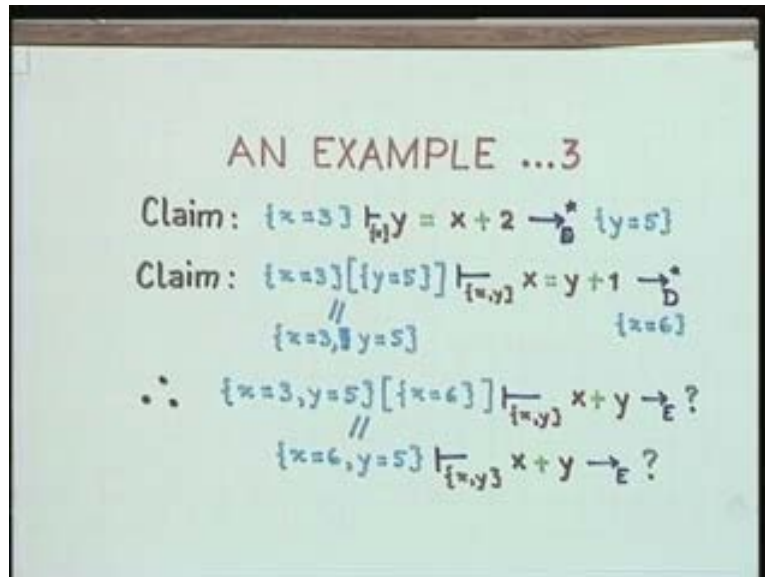 AN EXAMPLE ...3
Claim: {x=3} ⊢{x} y = x + 2 →*D {y=5}
Claim: {x=3}[{y=5}] ⊢{x,y} x = y + 1 →*D
// {x=6}
{x=3, y=5}
∴ {x=3, y=5}[{x=6}] ⊢{x,y} x + y →E ?
//
{x=6, y=5} ⊢{x,y} x + y →E ?